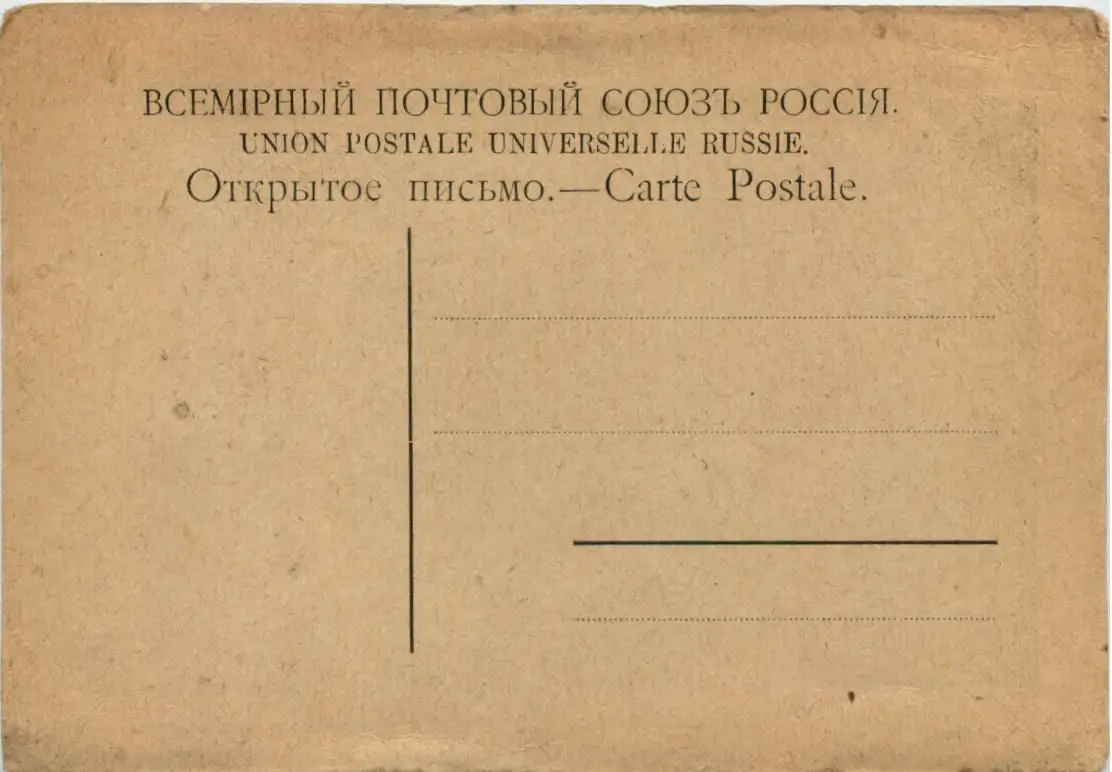 ВСЕМІРНЫЙ ПОЧТОВЫЙ СОЮЗЪ РОССІЯ.
UNION POSTALE UNIVERSELLE RUSSIE.
Открытое письмо.—Carte Postale.